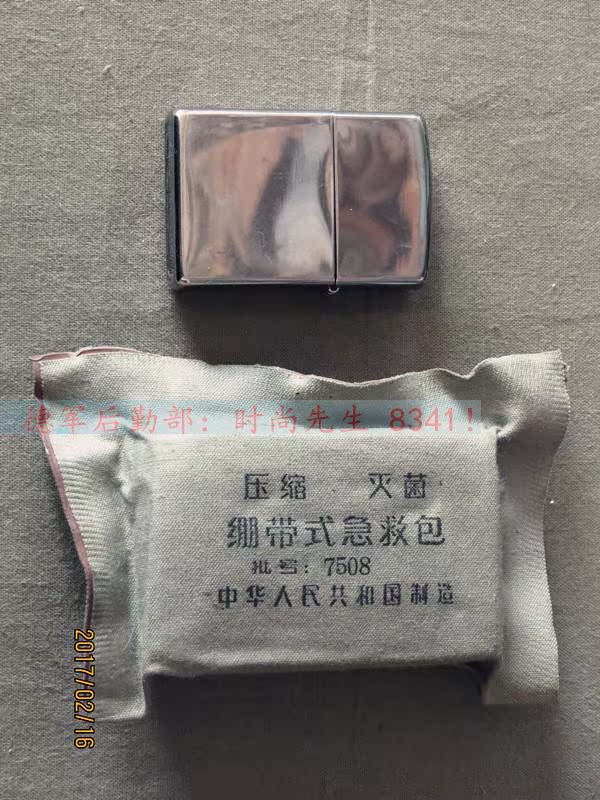 德军后勤部：时尚先生 8341！
压缩 灭菌
绷带式急救包
批号：7508
中华人民共和国制造
2017/02/16